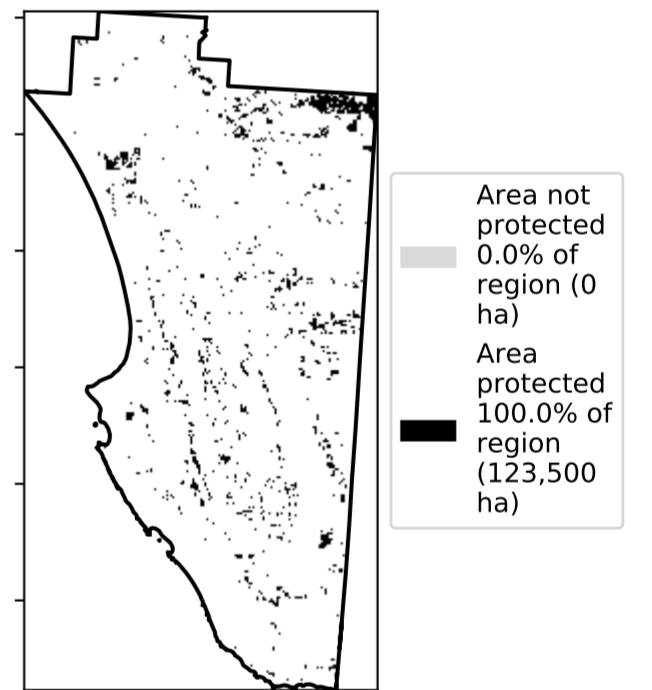 Area not
protected
0.0% of
region (0
ha)
Area
protected
100.0% of
region
(123,500
ha)